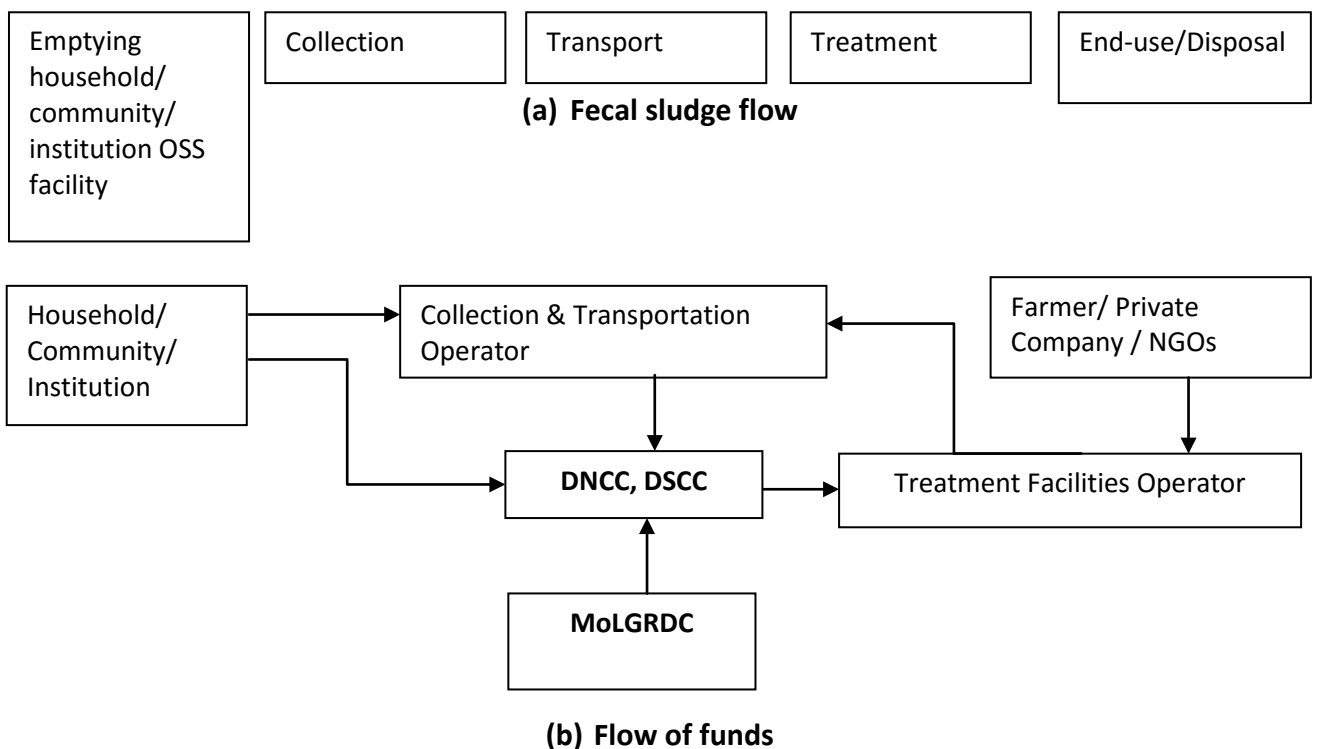 Emptying
household/
community/
institution OSS
facility
Collection
Transport
Treatment
End-use/Disposal
(a) Fecal sludge flow
Household/
Community/
Institution
Collection & Transportation
Operator
Farmer/ Private
Company / NGOs
DNCC, DSCC
Treatment Facilities Operator
MoLGRDC
(b) Flow of funds